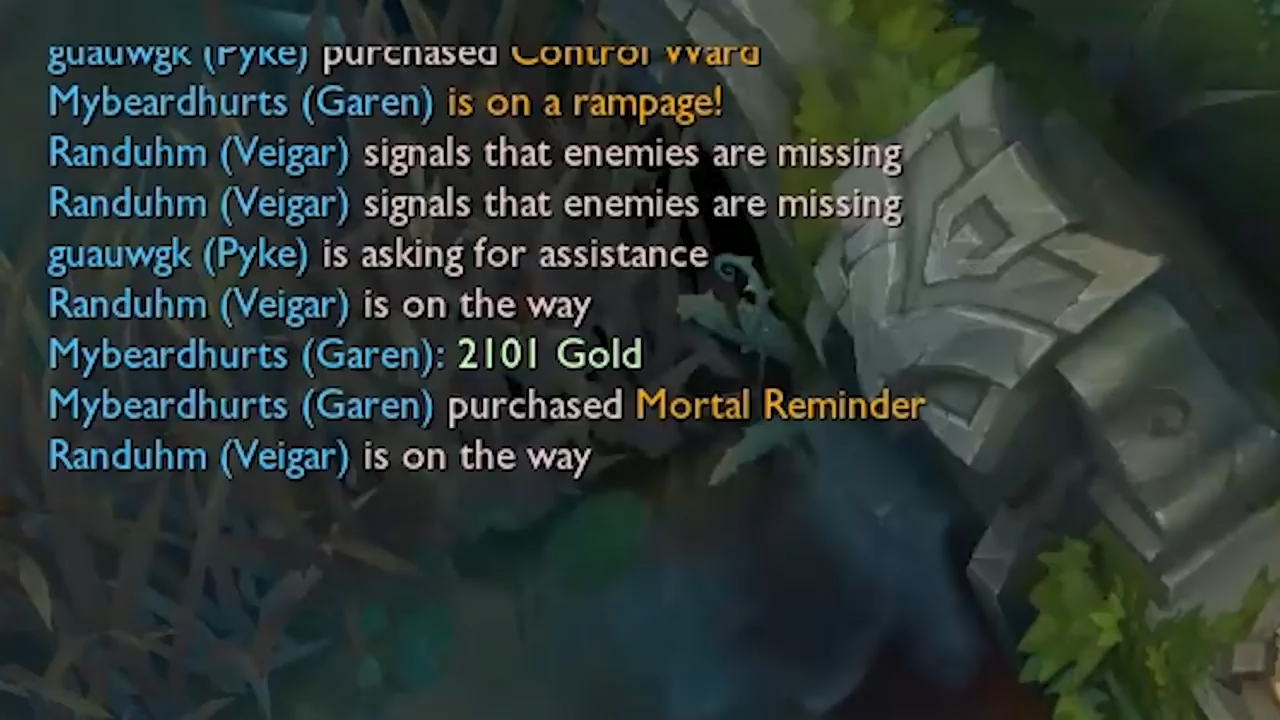 guauwgk (Pyke) purchased Control Ward
Mybeardhurts (Garen) is on a rampage!
Randuhm (Veigar) signals that enemies are missing
Randuhm (Veigar) signals that enemies are missing
guauwgk (Pyke) is asking for assistance
Randuhm (Veigar) is on the way
Mybeardhurts (Garen): 2101 Gold
Mybeardhurts (Garen) purchased Mortal Reminder
Randuhm (Veigar) is on the way